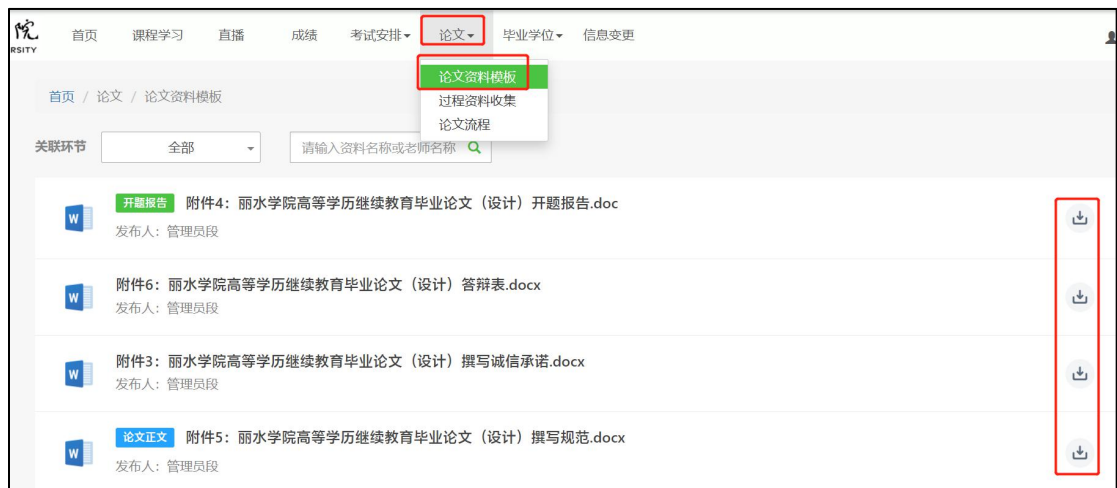 院
RSITY
首页 课程学习 直播 成绩 考试安排 论文 毕业学位 信息变更
论文资料模板
过程资料收集
论文流程
首页 / 论文 / 论文资料模板
关联环节 全部 请输入资料名称或老师名称
开题报告 附件4：丽水学院高等学历继续教育毕业论文（设计）开题报告.doc
发布人：管理员段
附件6：丽水学院高等学历继续教育毕业论文（设计）答辩表.docx
发布人：管理员段
附件3：丽水学院高等学历继续教育毕业论文（设计）撰写诚信承诺.docx
发布人：管理员段
论文正文 附件5：丽水学院高等学历继续教育毕业论文（设计）撰写规范.docx
发布人：管理员段